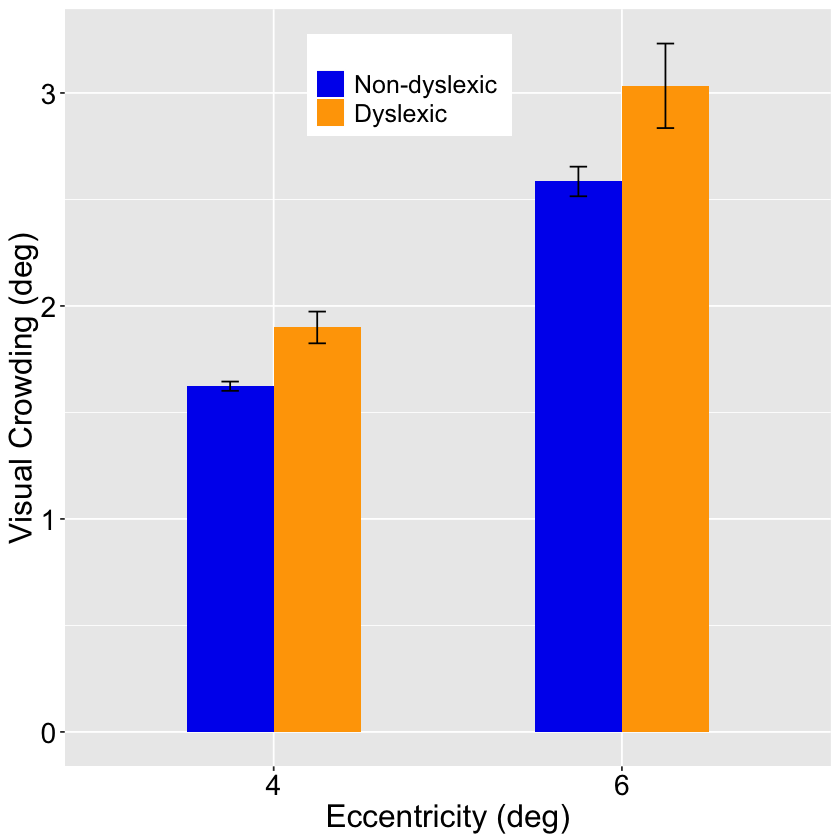 Non-dyslexic
Dyslexic
3
2
1
0
Visual Crowding (deg)
4 6
Eccentricity (deg)